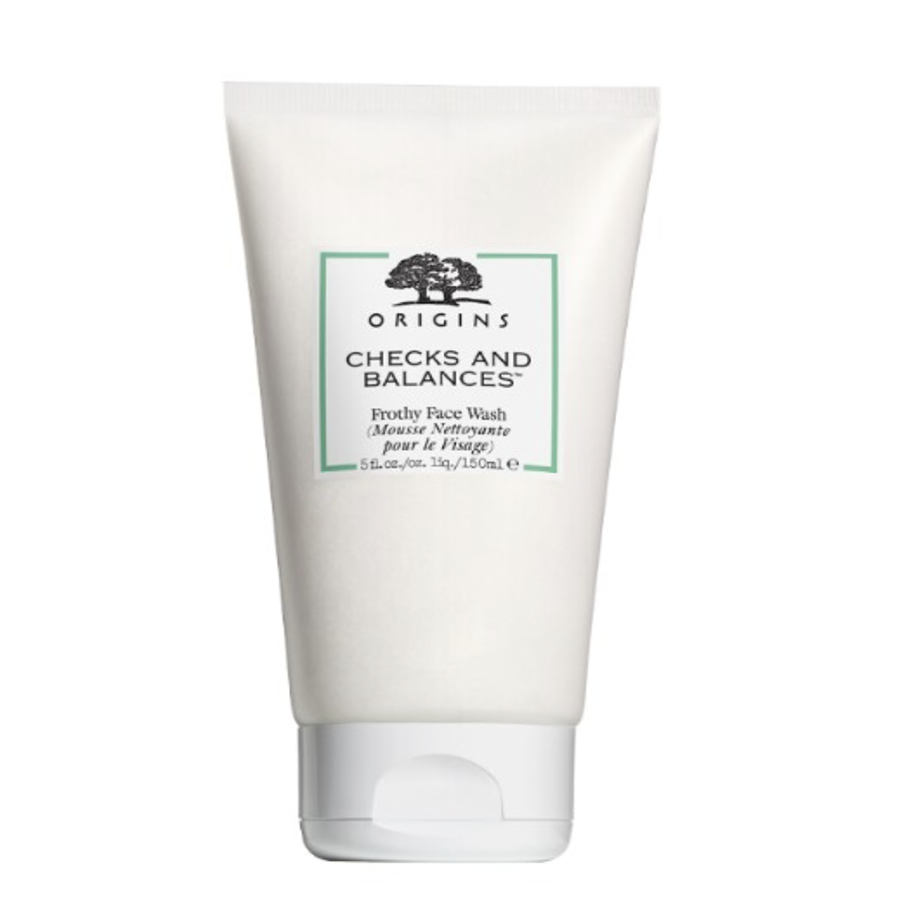 ORIGINS
CHECKS AND
BALANCES™
Frothy Face Wash
(Mousse Nettoyante
pour le Visage)
5 fl. oz./oz. liq./150ml ℮